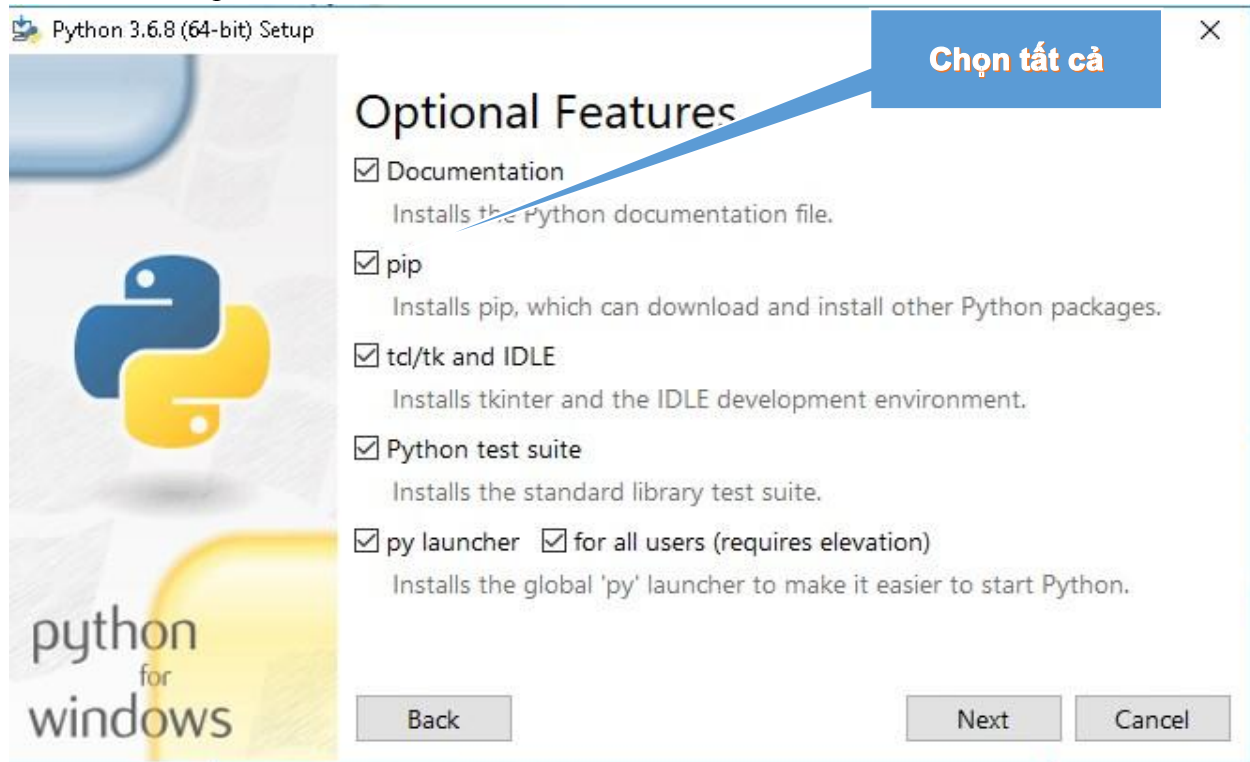 Python 3.6.8 (64-bit) Setup
Chọn tất cả
Optional Features
Documentation
Installs the Python documentation file.
pip
Installs pip, which can download and install other Python packages.
tcl/tk and IDLE
Installs tkinter and the IDLE development environment.
Python test suite
Installs the standard library test suite.
py launcher for all users (requires elevation)
Installs the global 'py' launcher to make it easier to start Python.
python
for
windows
Back Next Cancel